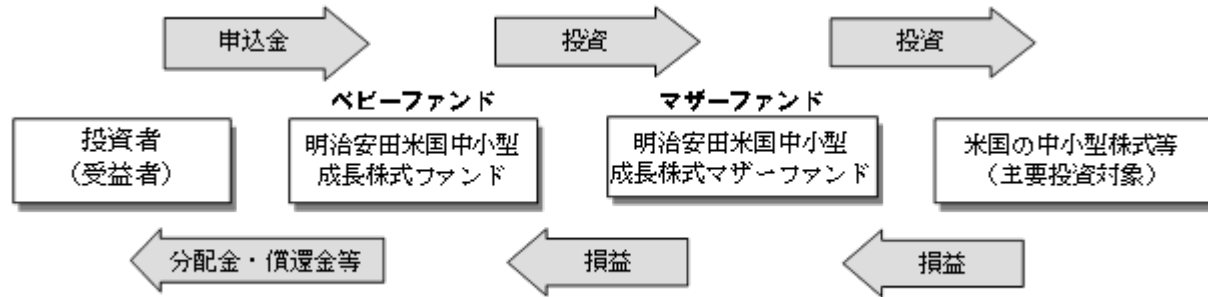 申込金
投資
投資
ベビーファンド
マザーファンド
投資者
（受益者）
明治安田米国中小型
成長株式ファンド
明治安田米国中小型
成長株式マザーファンド
米国の中小型株式等
（主要投資対象）
分配金・償還金等
損益
損益